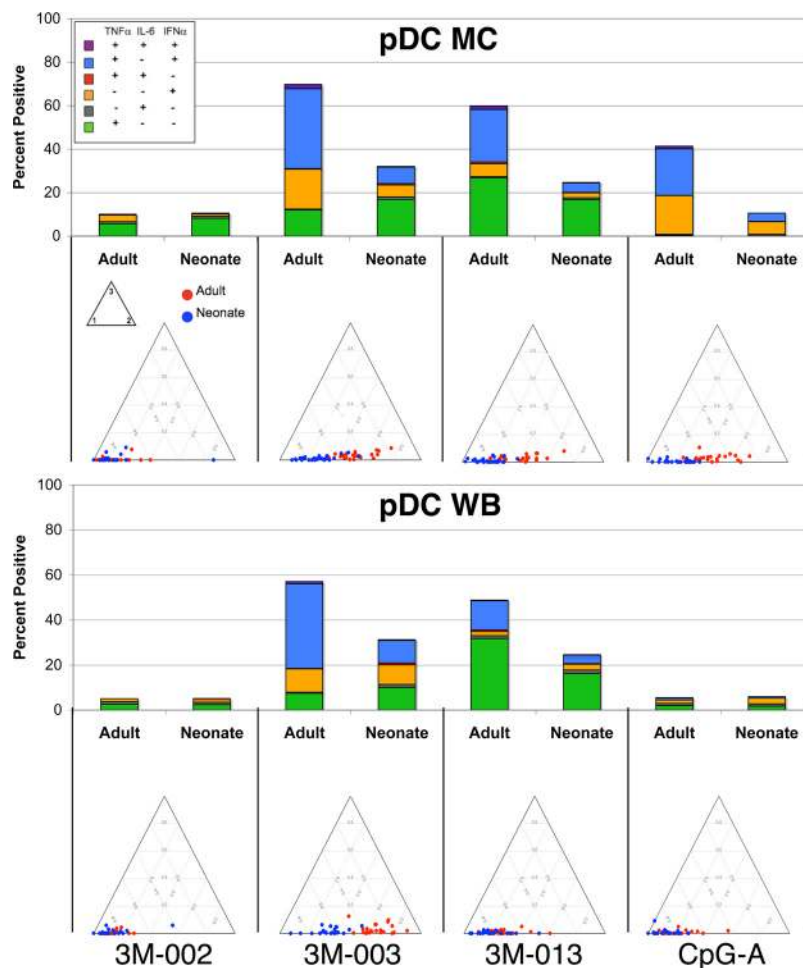 pDC MC
TNFα IL-6 IFNα
+ + +
+ - +
+ + -
- - +
- + -
+ - -
Percent Positive
100
80
60
40
20
0
Adult Neonate Adult Neonate Adult Neonate Adult Neonate
3
1 2
Adult
Neonate
pDC WB
Percent Positive
100
80
60
40
20
0
Adult Neonate Adult Neonate Adult Neonate Adult Neonate
3M-002 3M-003 3M-013 CpG-A